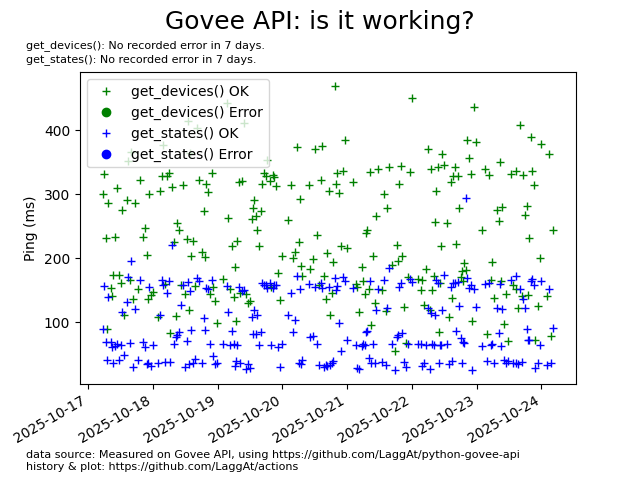 Govee API: is it working?
get_devices(): No recorded error in 7 days.
get_states(): No recorded error in 7 days.
get_devices() OK
get_devices() Error
get_states() OK
get_states() Error
Ping (ms)
400
300
200
100
2025-10-17
2025-10-18
2025-10-19
2025-10-20
2025-10-21
2025-10-22
2025-10-23
2025-10-24
data source: Measured on Govee API, using https://github.com/LaggAt/python-govee-api
history & plot: https://github.com/LaggAt/actions